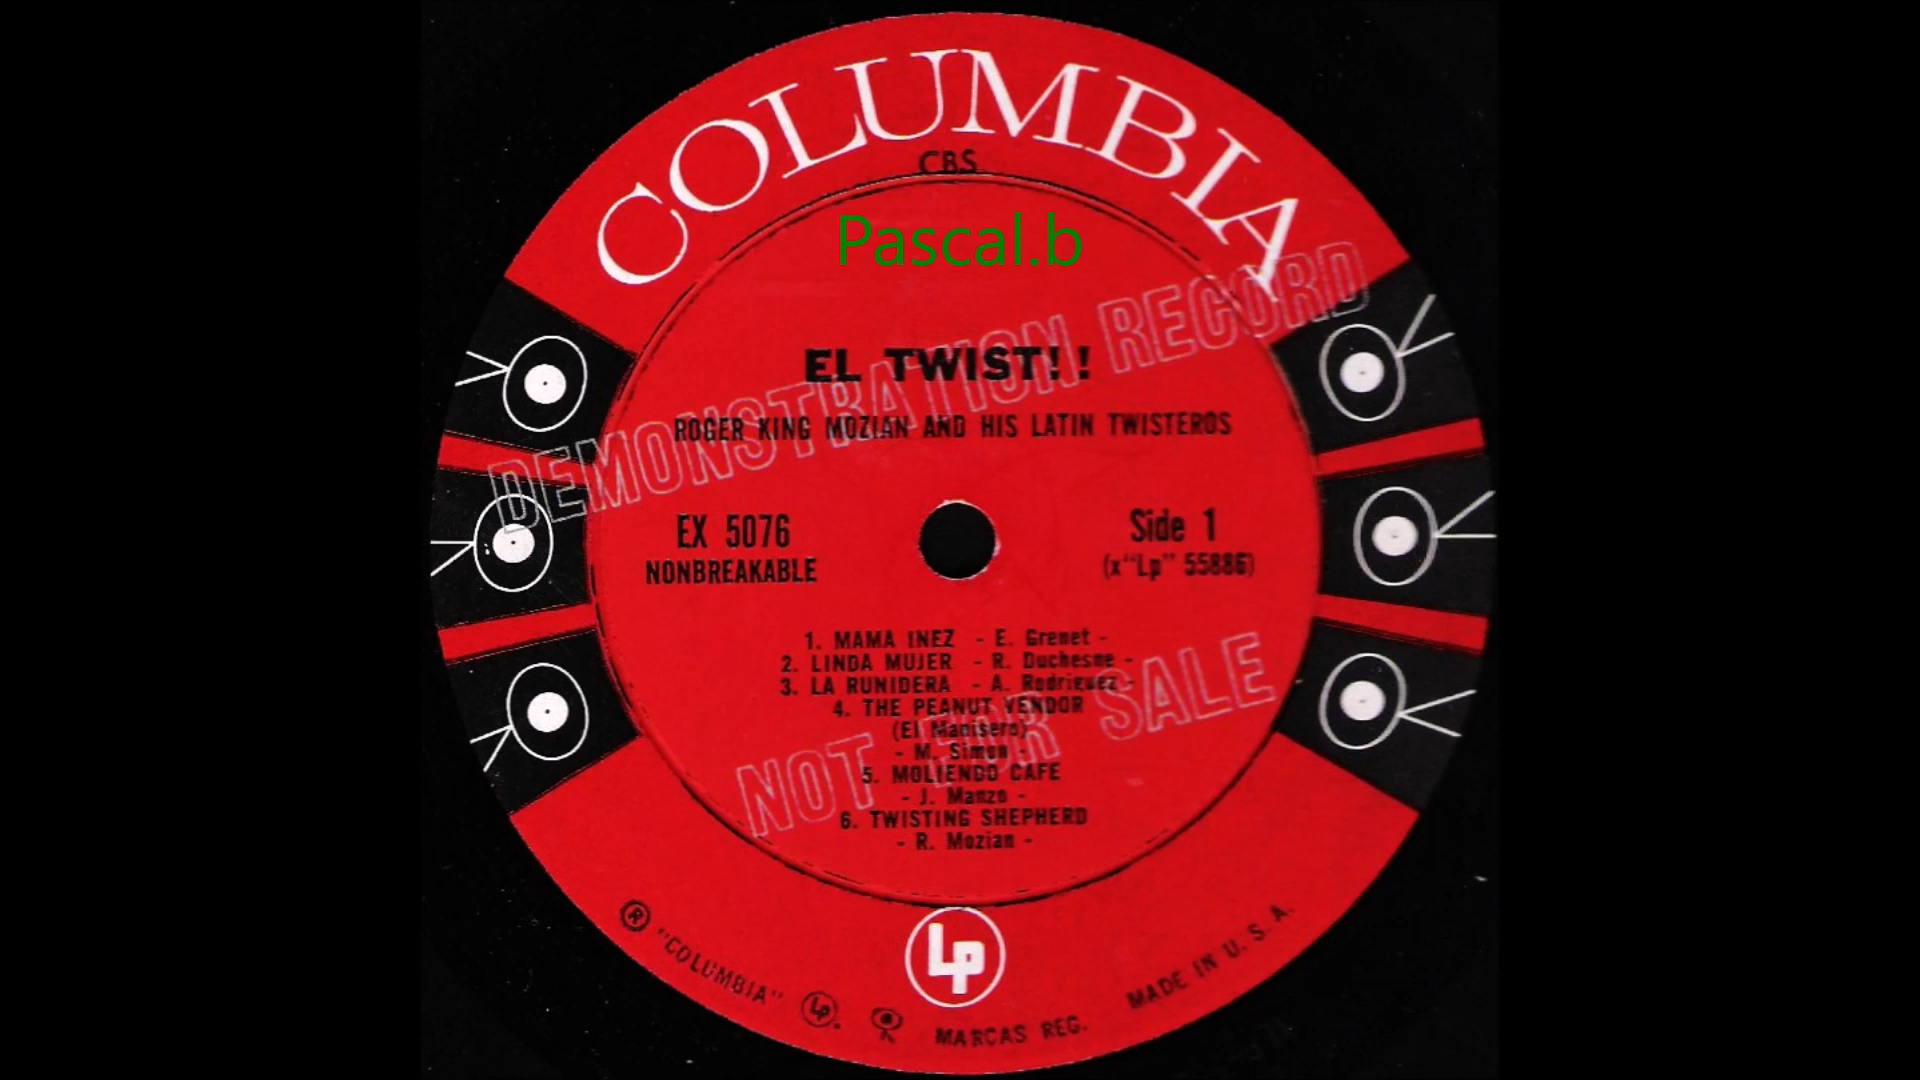 COLUMBIA
CBS
Pascal.b
DEMONSTRATION RECORD
EL TWIST! !
ROGER KING MOZIAN AND HIS LATIN TWISTEROS
EX 5076
NONBREAKABLE
Side 1
(x"Lp" 55886)
1. MAMA INEZ - E. Grenet -
2. LINDA MUJER - R. Duchesne -
3. LA RUNIDERA - A. Rodriguez -
4. THE PEANUT VENDOR
(El Manisero)
- M. Simon -
5. MOLIENDO CAFE
- J. Manzo -
6. TWISTING SHEPHERD
- R. Mozian -
NOT FOR SALE
Lp
® "COLUMBIA" Lp. MARCAS REG. MADE IN U. S. A.